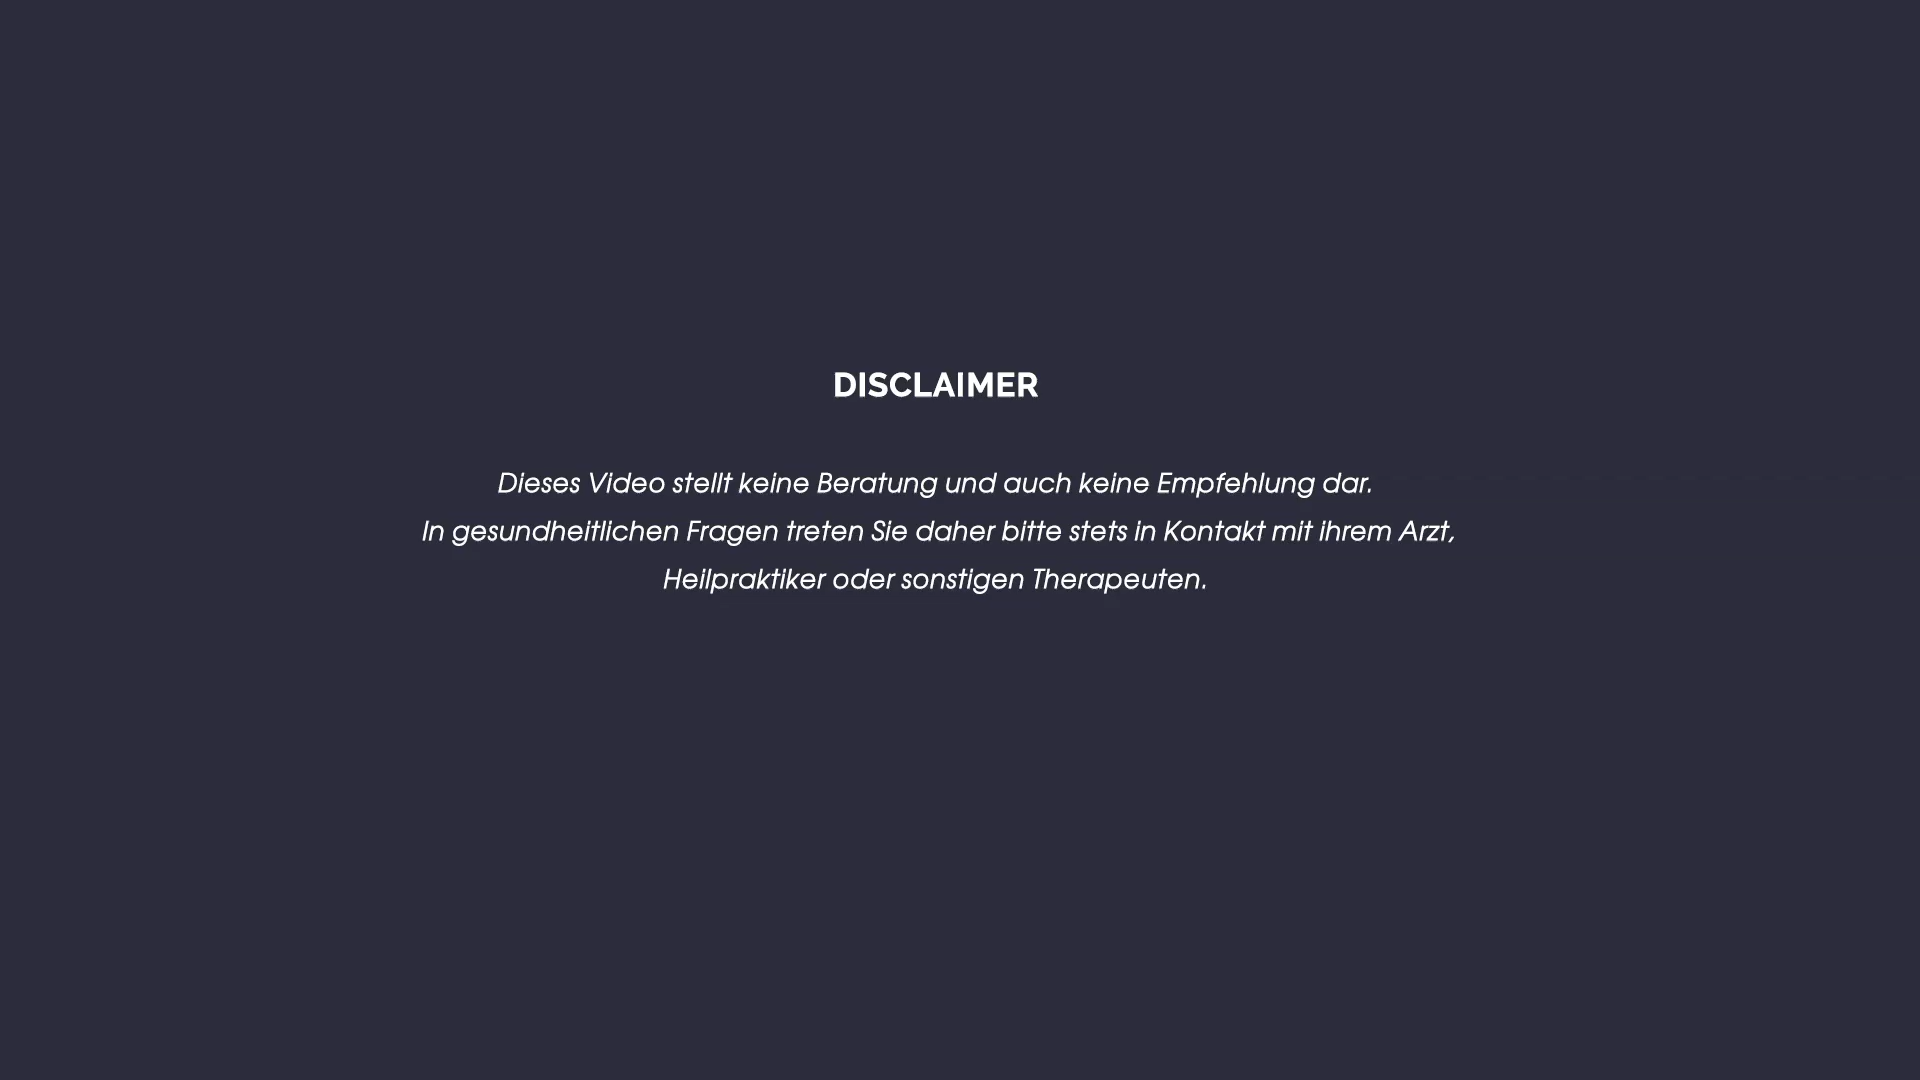 DISCLAIMER
Dieses Video stellt keine Beratung und auch keine Empfehlung dar.
In gesundheitlichen Fragen treten Sie daher bitte stets in Kontakt mit ihrem Arzt,
Heilpraktiker oder sonstigen Therapeuten.